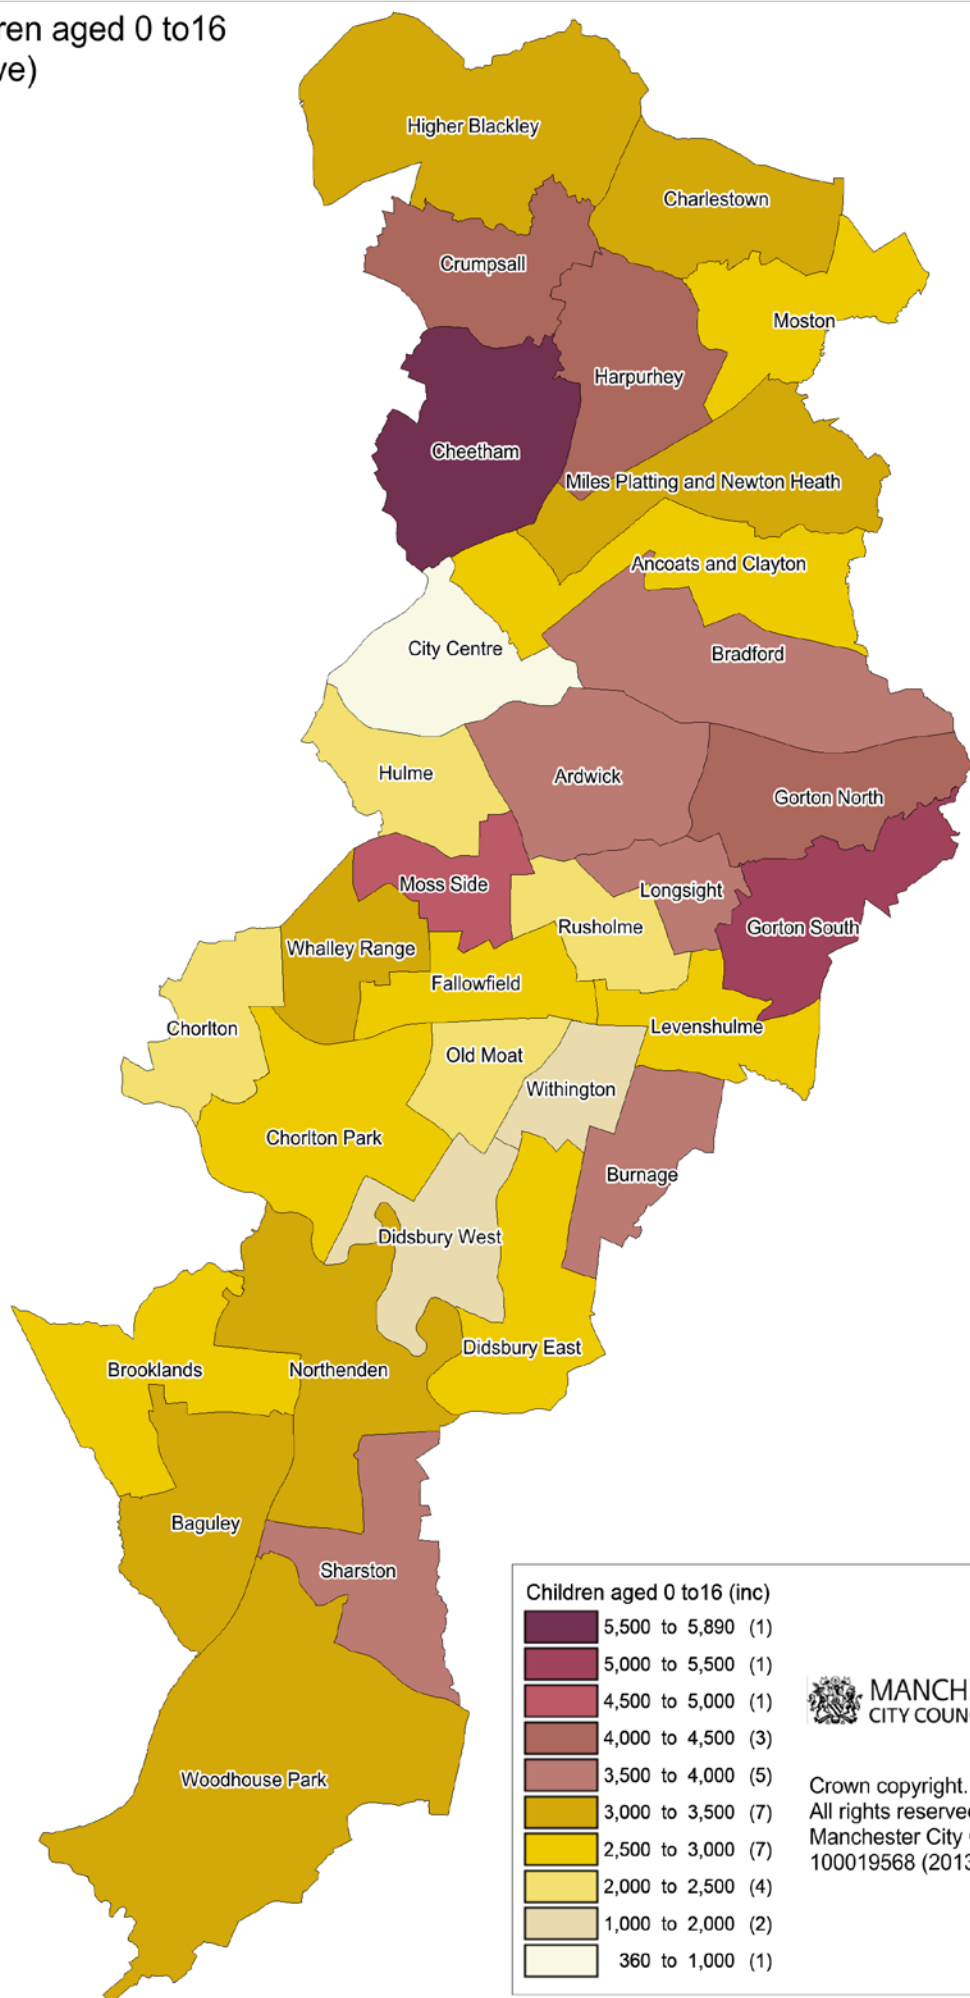 ren aged 0 to16
ve)
Higher Blackley
Charlestown
Crumpsall
Moston
Harpurhey
Cheetham
Miles Platting and Newton Heath
Ancoats and Clayton
City Centre
Bradford
Hulme
Ardwick
Gorton North
Moss Side
Longsight
Rusholme
Gorton South
Whalley Range
Fallowfield
Chorlton
Levenshulme
Old Moat
Withington
Chorlton Park
Burnage
Didsbury West
Didsbury East
Brooklands
Northenden
Baguley
Sharston
Woodhouse Park
Children aged 0 to16 (inc)
5,500 to 5,890 (1)
5,000 to 5,500 (1)
4,500 to 5,000 (1)
4,000 to 4,500 (3)
3,500 to 4,000 (5)
3,000 to 3,500 (7)
2,500 to 3,000 (7)
2,000 to 2,500 (4)
1,000 to 2,000 (2)
360 to 1,000 (1)
MANCH
CITY COUN
Crown copyright.
All rights reserve
Manchester City
100019568 (2013